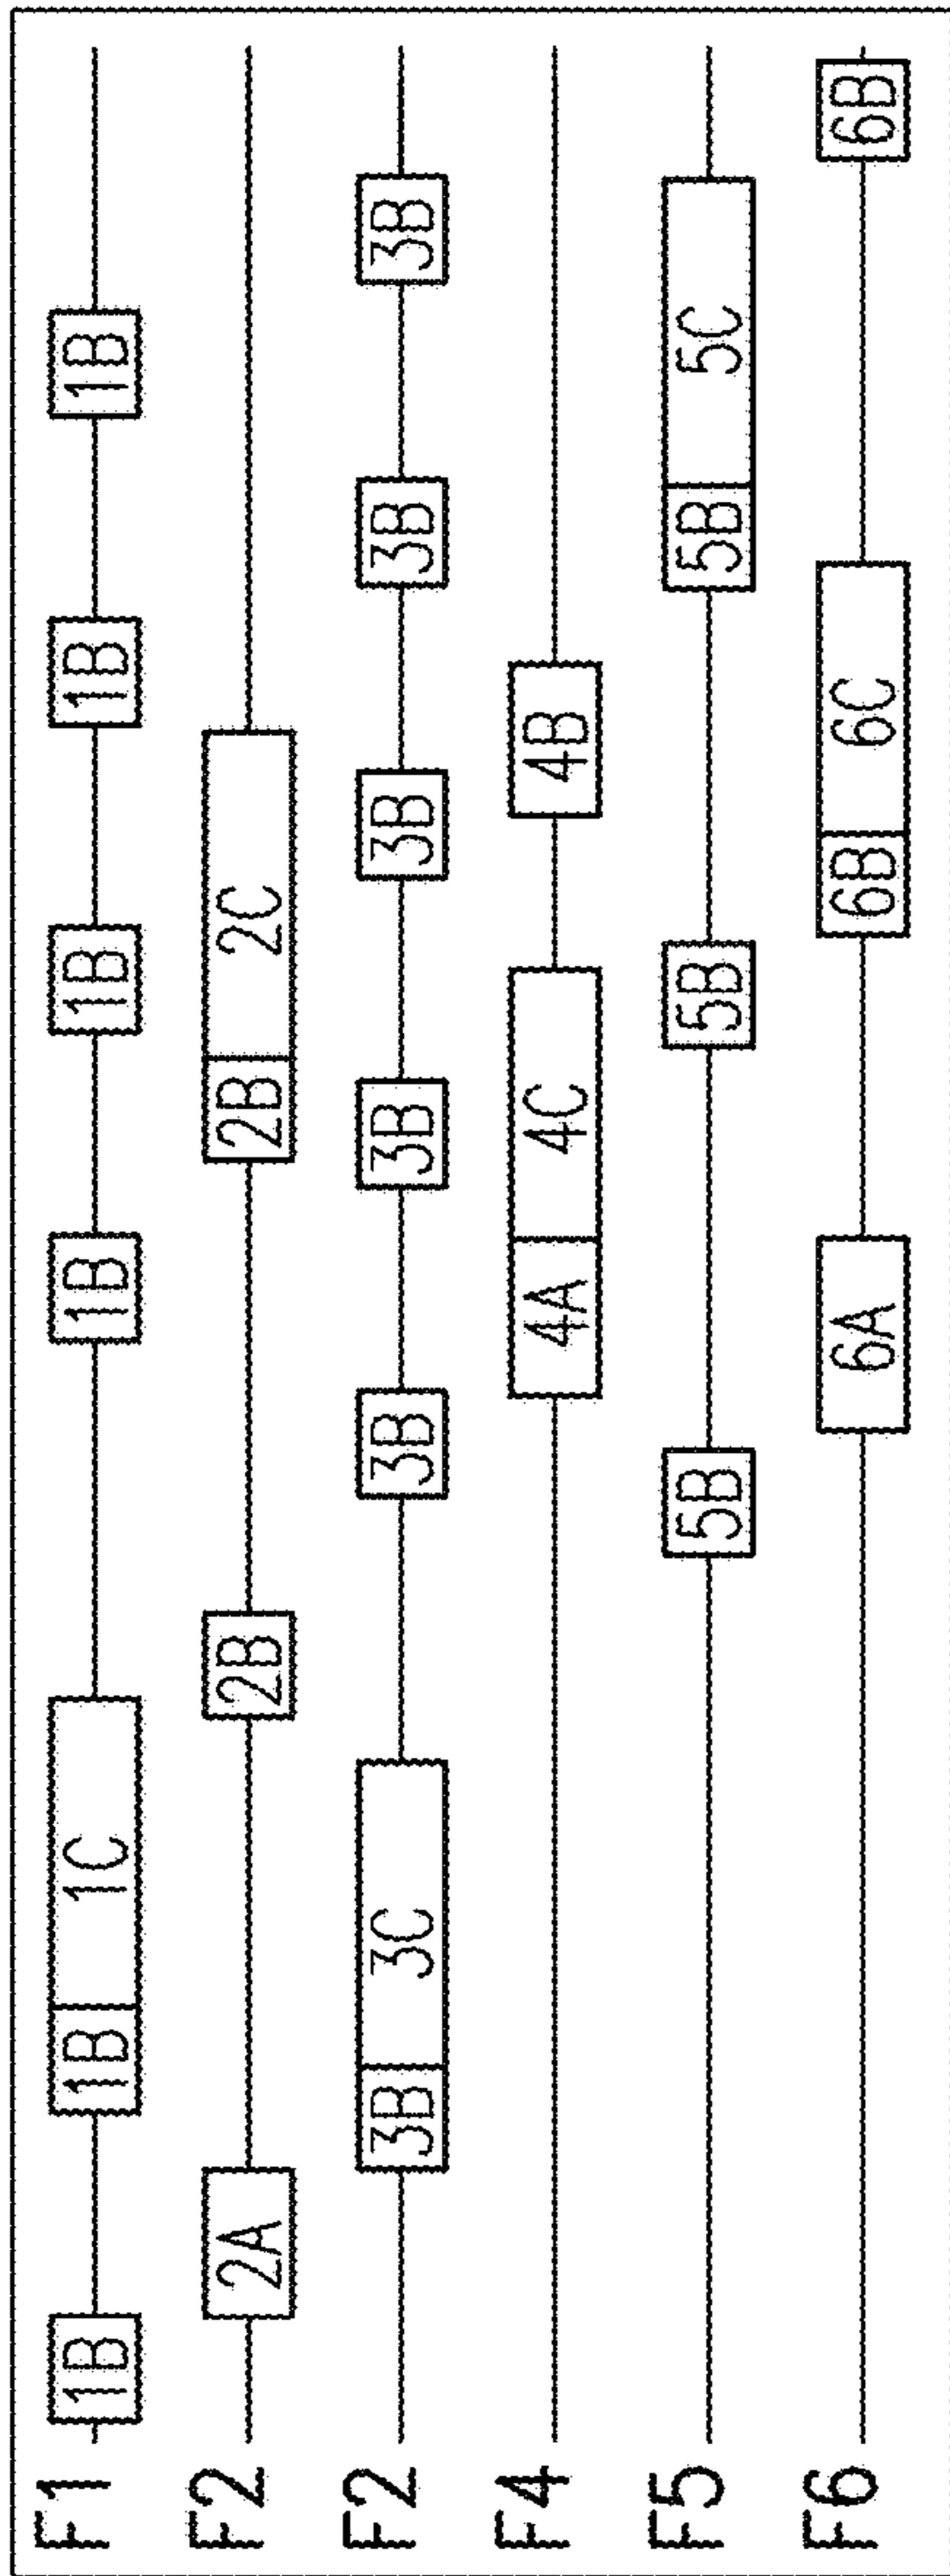 F1 1B 1B 1C 1B 1B 1B 1B
F2 2A 2B 2B 2C
F2 3B 3C 3B 3B 3B 3B 3B
F4 4A 4C 4B
F5 5B 5B 5B 5C
F6 6A 6B 6C 6B